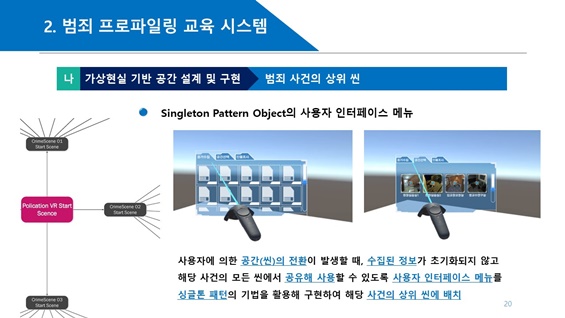 2. 범죄 프로파일링 교육 시스템
나 가상현실 기반 공간 설계 및 구현 범죄 사건의 상위 씬
Singleton Pattern Object의 사용자 인터페이스 메뉴
CrimeScene 01
Start Scene
Polication VR Start
Scence
CrimeScene 02
Start Scene
CrimeScene 03
Start Scene
사용자에 의한 공간(씬)의 전환이 발생할 때, 수집된 정보가 초기화되지 않고
해당 사건의 모든 씬에서 공유해 사용할 수 있도록 사용자 인터페이스 메뉴를
싱글톤 패턴의 기법을 활용해 구현하여 해당 사건의 상위 씬에 배치
20